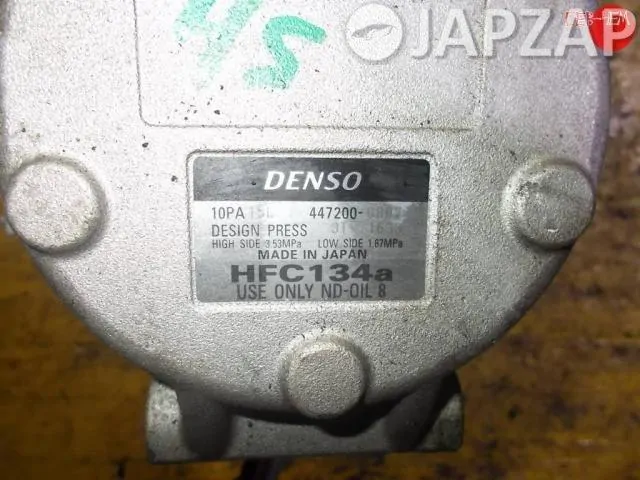 JAPZAP
DENSO
10PA 447200-
DESIGN PRESS
HIGH SIDE 3.53MPa LOW SIDE 1.67MPa
MADE IN JAPAN
HFC134a
USE ONLY ND-OIL 8